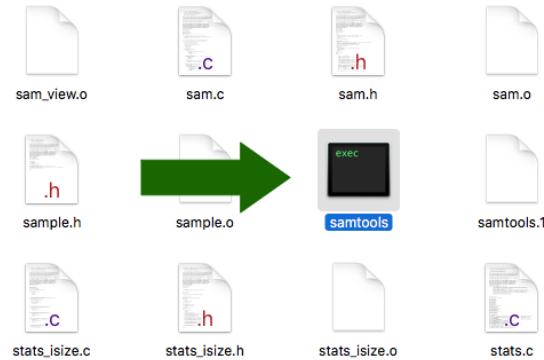 sam_view.o
.c
sam.c
.h
sam.h
sam.o
.h
sample.h
sample.o
exec
samtools
samtools.1
.c
stats_isize.c
.h
stats_isize.h
stats_isize.o
.c
stats.c